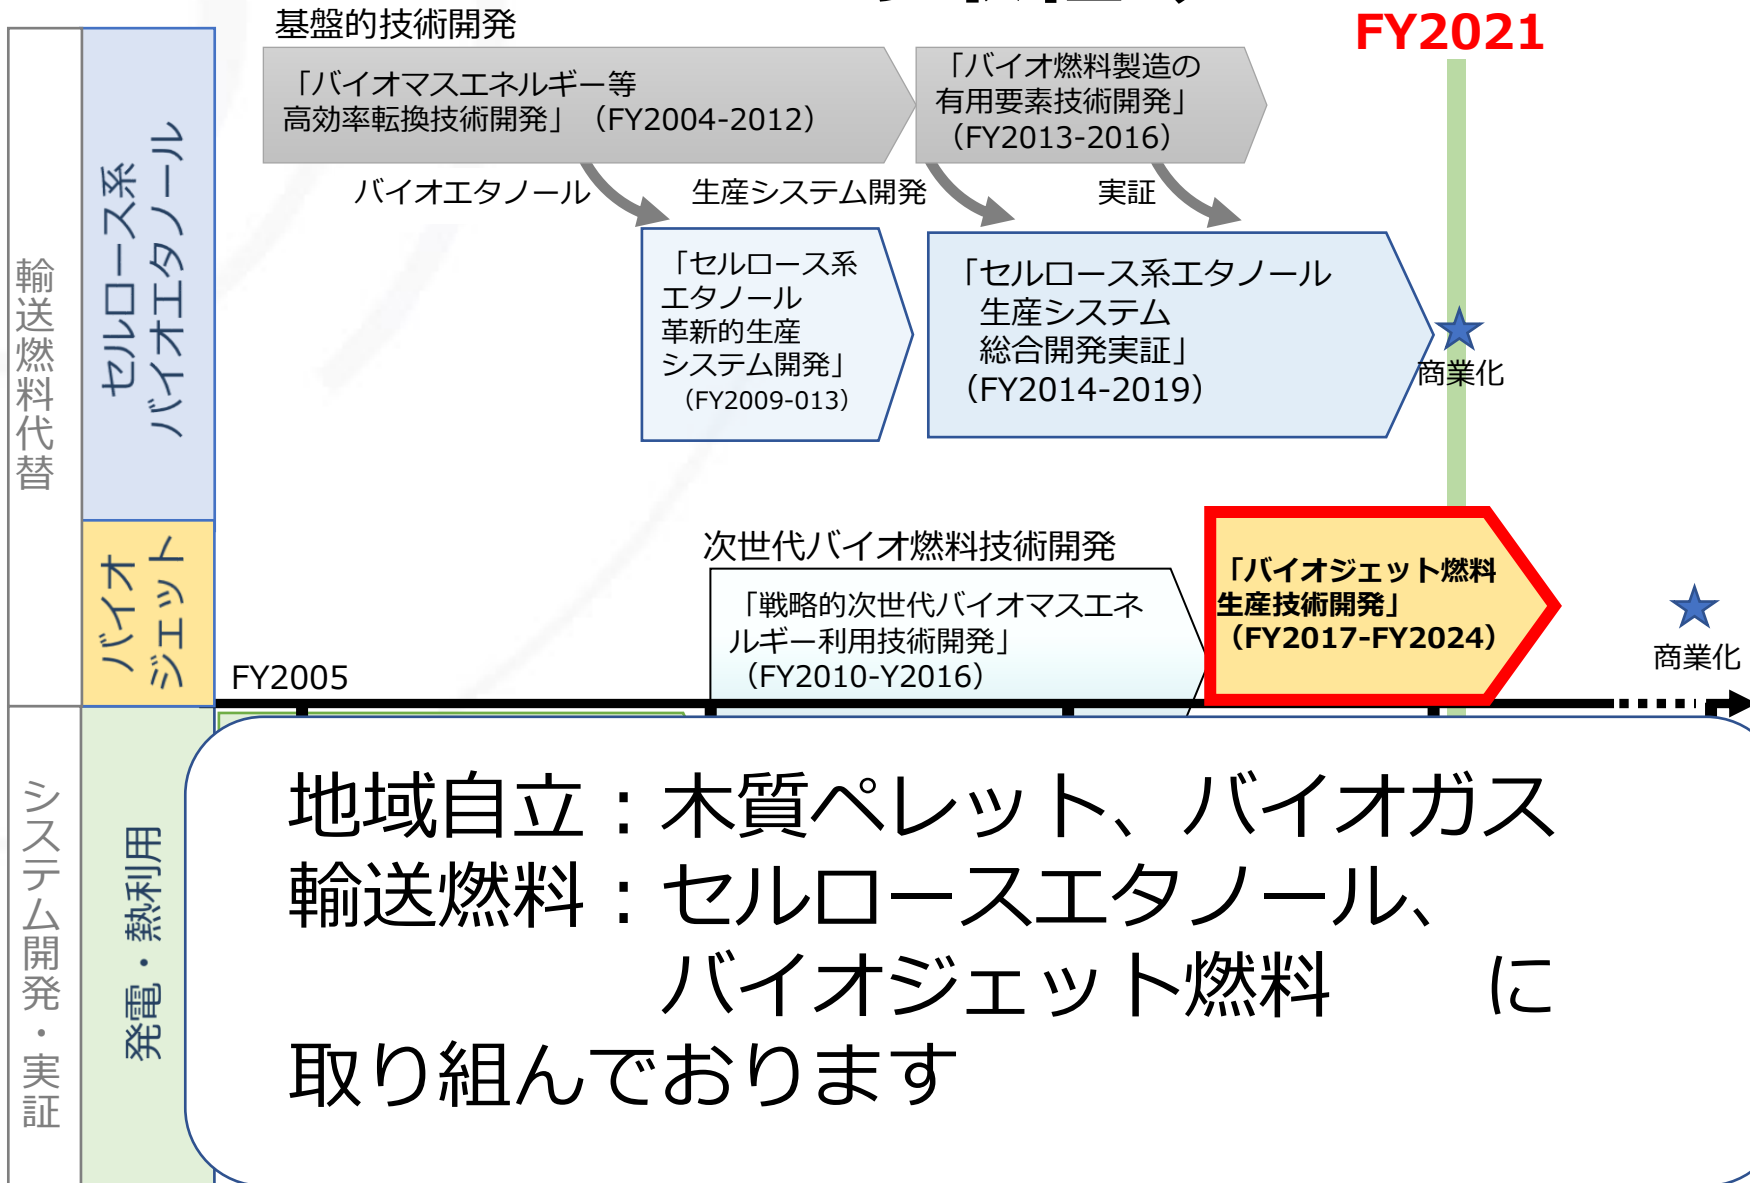 基盤的技術開発
FY2021
「バイオマスエネルギー等
高効率転換技術開発」（FY2004-2012）
「バイオ燃料製造の
有用要素技術開発」
（FY2013-2016）
バイオエタノール
生産システム開発
実証
輸送燃料代替
セルロース系
バイオエタノール
「セルロース系
エタノール
革新的生産
システム開発」
（FY2009-013）
「セルロース系エタノール
生産システム
総合開発実証」
（FY2014-2019）
商業化
バイオ
ジェット
次世代バイオ燃料技術開発
「戦略的次世代バイオマスエネ
ルギー利用技術開発」
（FY2010-Y2016）
「バイオジェット燃料
生産技術開発」
（FY2017-FY2024）
商業化
FY2005
システム開発・実証
発電・熱利用
地域自立：木質ペレット、バイオガス
輸送燃料：セルロースエタノール、
バイオジェット燃料　　に
取り組んでおります